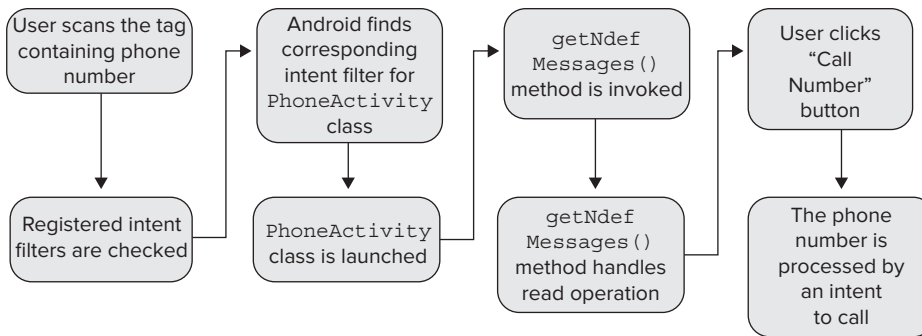 User scans the tag
containing phone
number
Registered intent
filters are checked
Android finds
corresponding
intent filter for
PhoneActivity
class
PhoneActivity
class is launched
getNdef
Messages()
method is invoked
getNdef
Messages()
method handles
read operation
User clicks
“Call
Number”
button
The phone
number is
processed by
an intent
to call